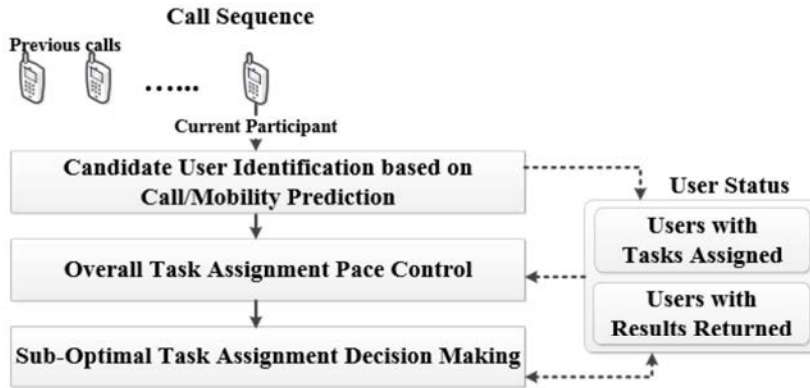 Call Sequence
Previous calls
.......
Current Participant
Candidate User Identification based on
Call/Mobility Prediction
User Status
Users with
Tasks Assigned
Overall Task Assignment Pace Control
Users with
Results Returned
Sub-Optimal Task Assignment Decision Making